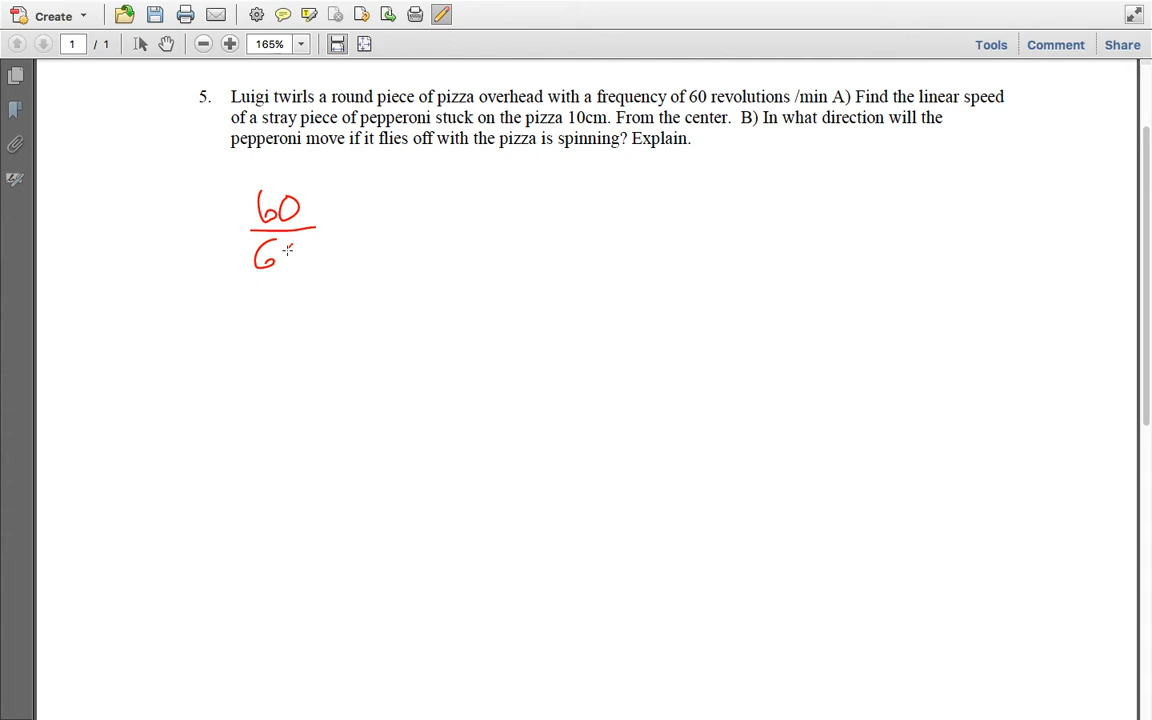 Create
1 / 1
165%
Tools
Comment
Share
5. Luigi twirls a round piece of pizza overhead with a frequency of 60 revolutions /min A) Find the linear speed
of a stray piece of pepperoni stuck on the pizza 10cm. From the center. B) In what direction will the
pepperoni move if it flies off with the pizza is spinning? Explain.
60
6